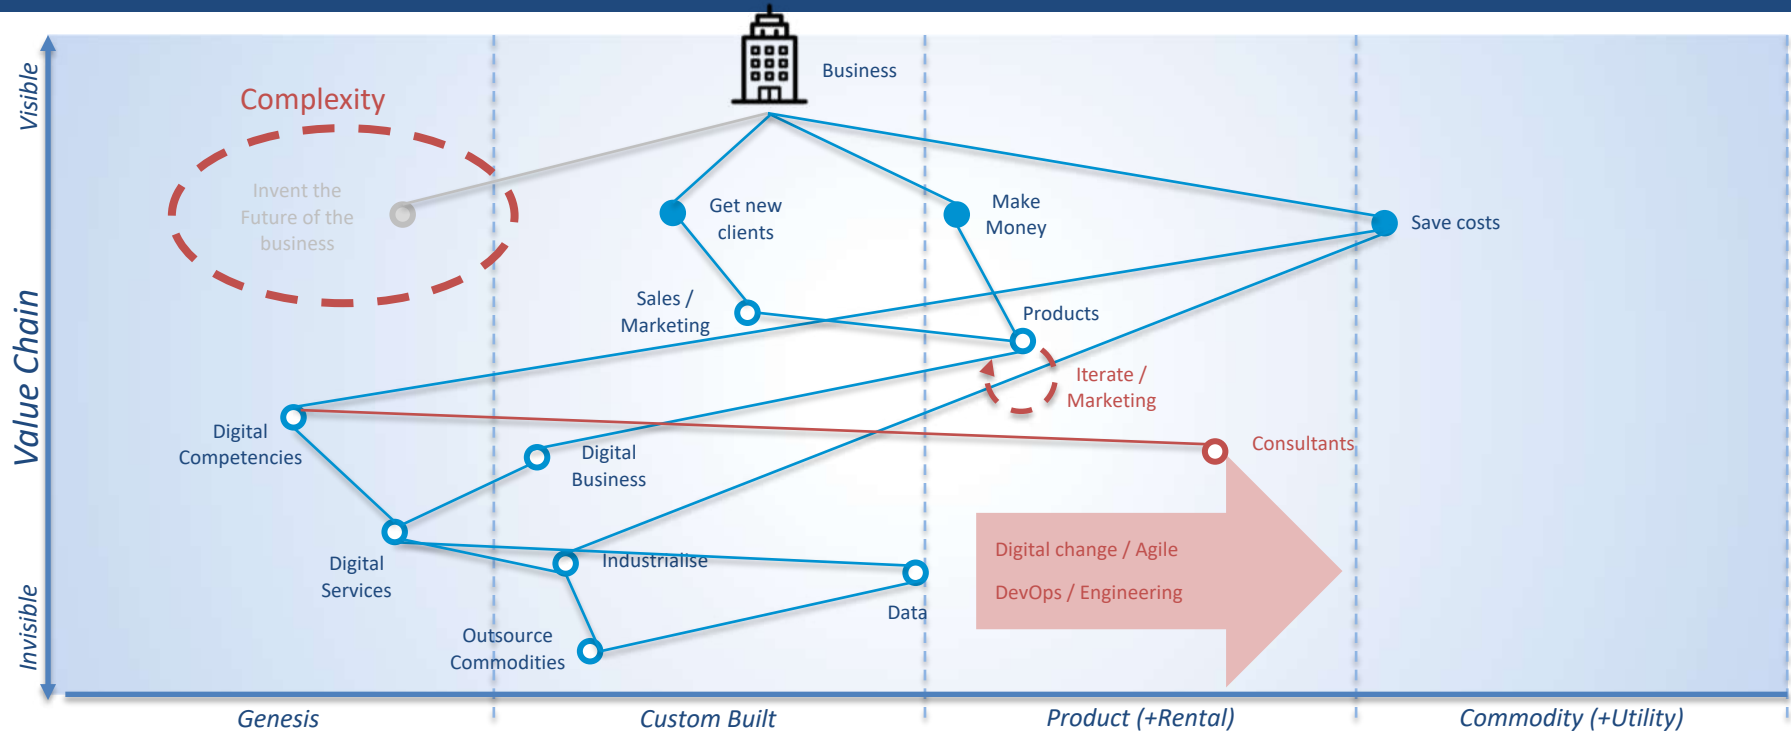 Business
Complexity
Visible
Invent the
Future of the
business
Get new
clients
Make
Money
Save costs
Sales /
Marketing
Products
Value Chain
Iterate /
Marketing
Digital
Competencies
Digital
Business
Consultants
Digital
Services
Industrialise
Data
Digital change / Agile
DevOps / Engineering
Outsource
Commodities
Invisible
Genesis
Custom Built
Product (+Rental)
Commodity (+Utility)